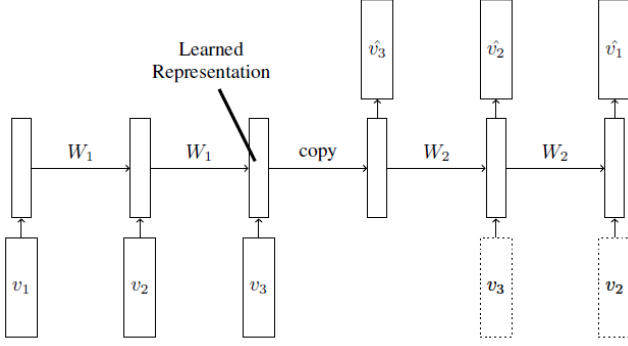 v̂₃ v̂₂ v̂₁
Learned
Representation
W₁ W₁ copy W₂ W₂
v₁ v₂ v₃ v₃ v₂